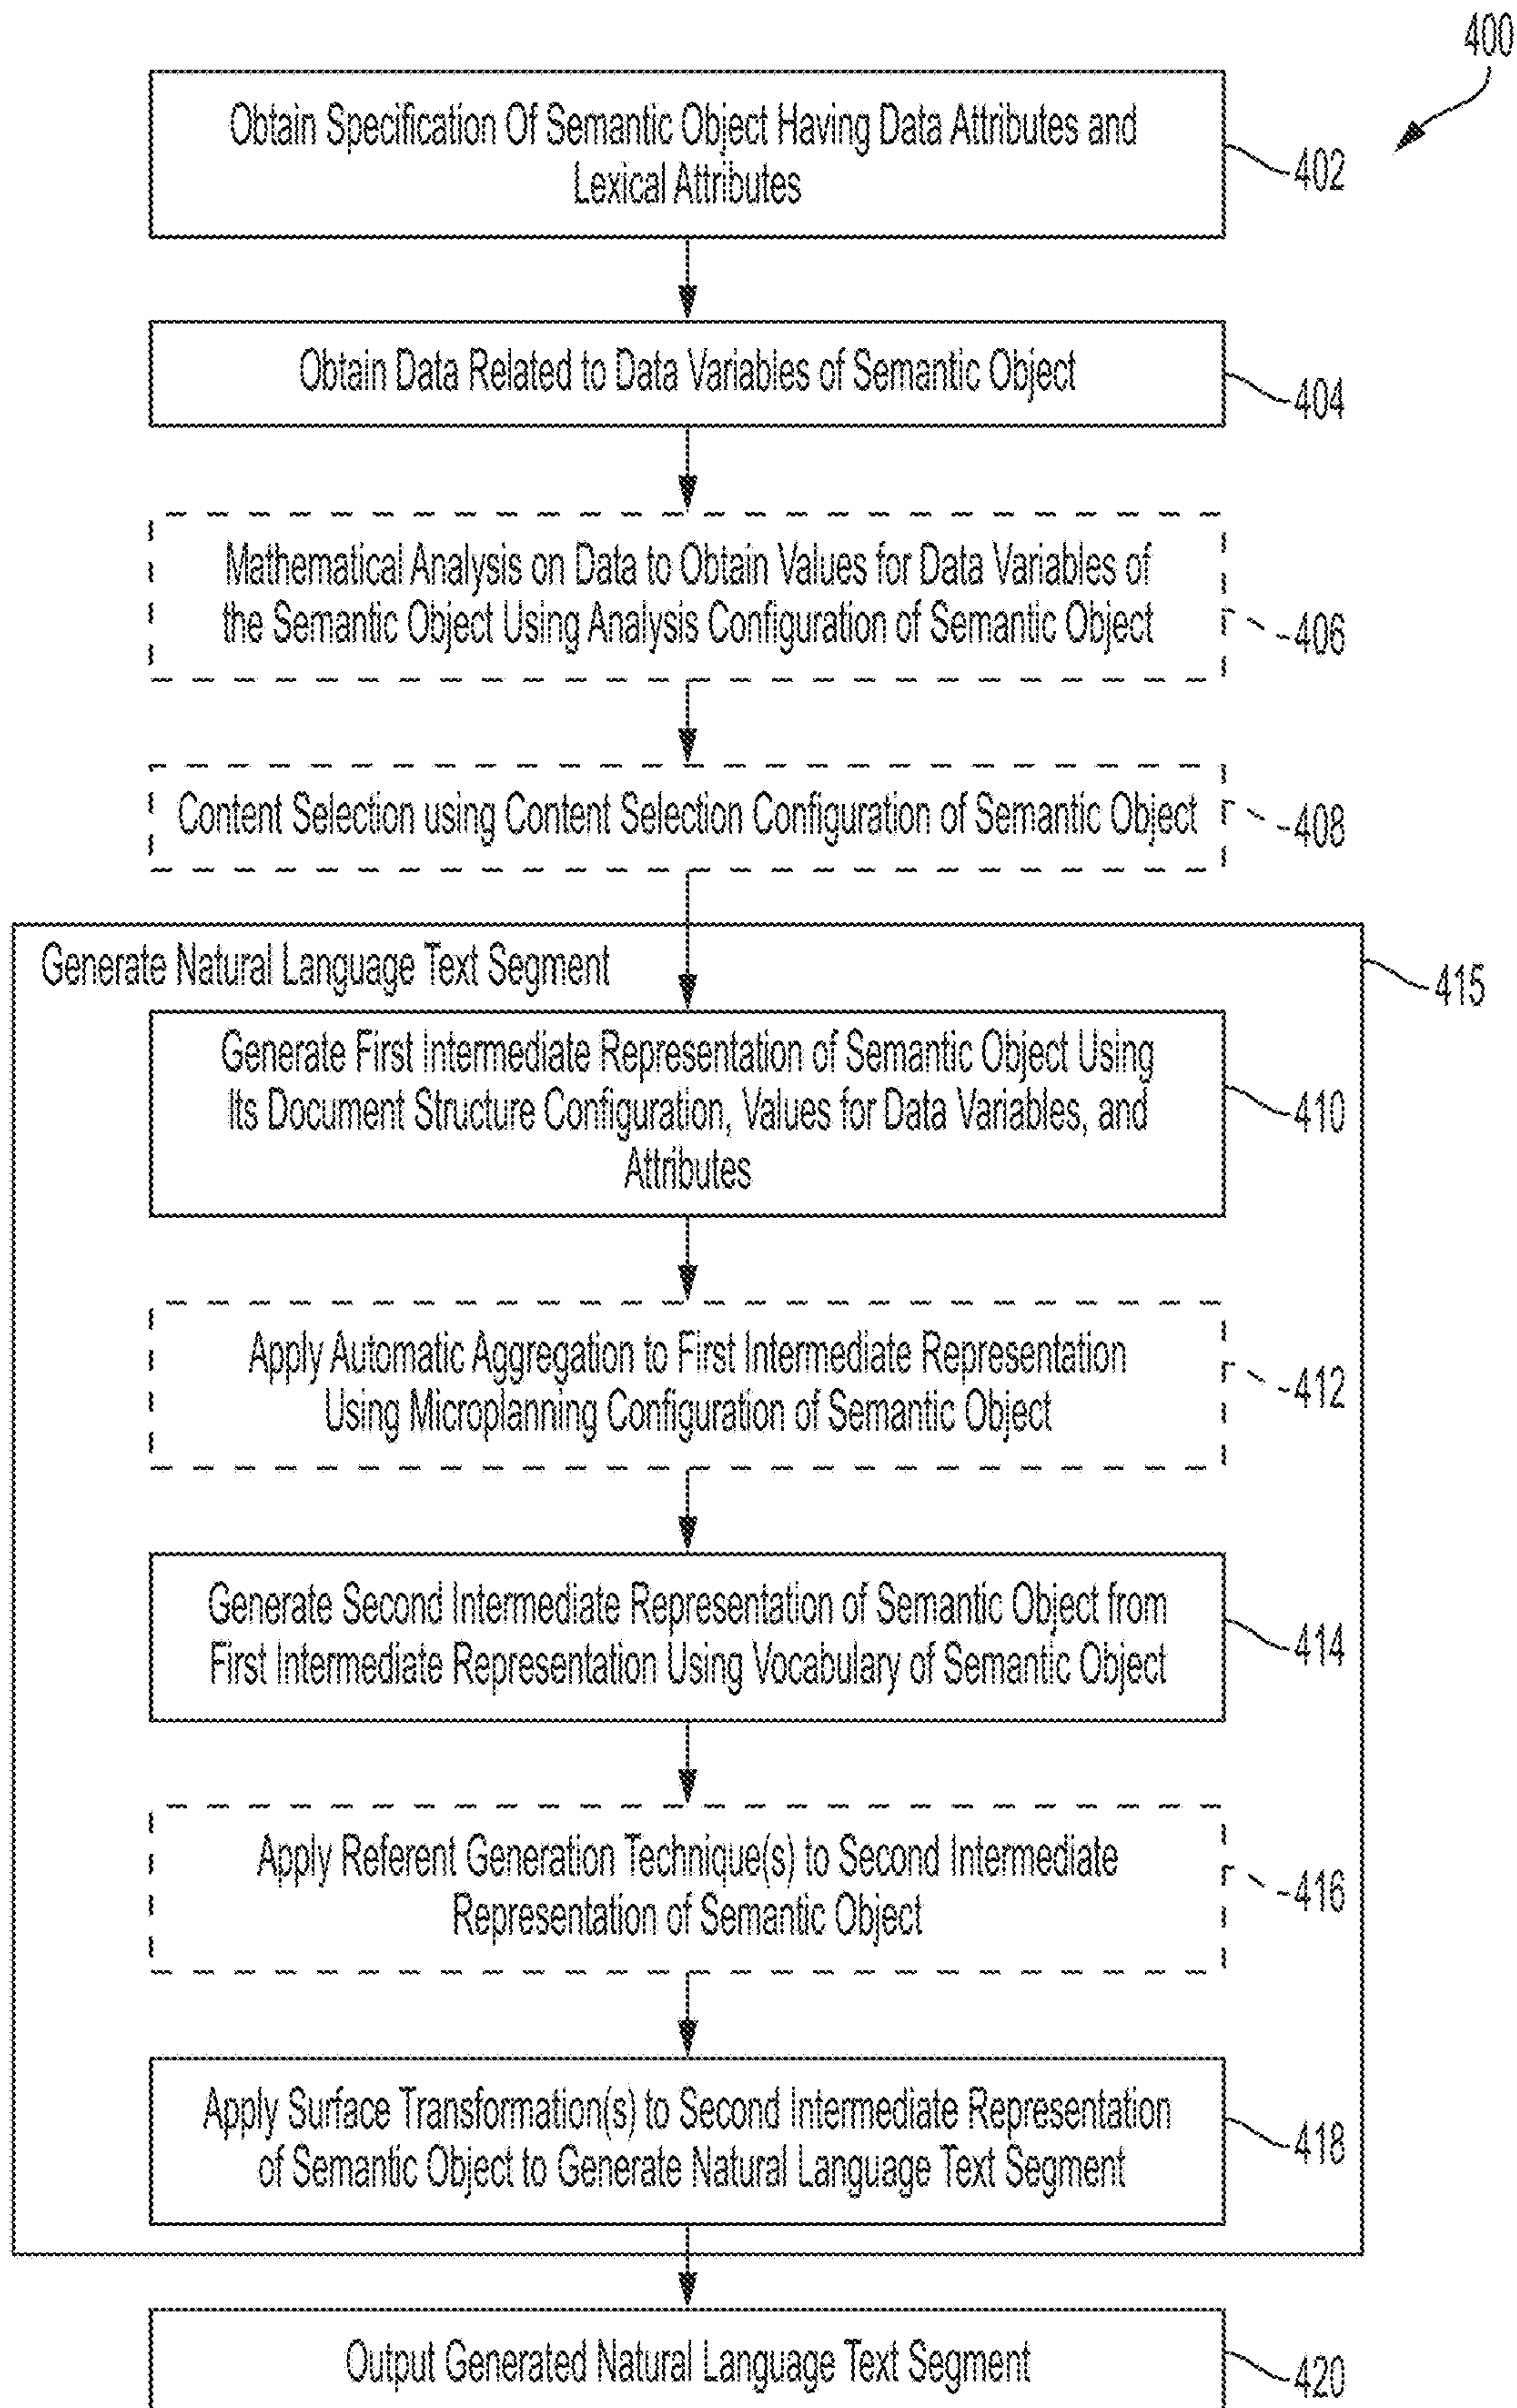 400
Obtain Specification Of Semantic Object Having Data Attributes and
Lexical Attributes
402
Obtain Data Related to Data Variables of Semantic Object
404
Mathematical Analysis on Data to Obtain Values for Data Variables of
the Semantic Object Using Analysis Configuration of Semantic Object
406
Content Selection using Content Selection Configuration of Semantic Object
408
Generate Natural Language Text Segment
415
Generate First Intermediate Representation of Semantic Object Using
Its Document Structure Configuration, Values for Data Variables, and
Attributes
410
Apply Automatic Aggregation to First Intermediate Representation
Using Microplanning Configuration of Semantic Object
412
Generate Second Intermediate Representation of Semantic Object from
First Intermediate Representation Using Vocabulary of Semantic Object
414
Apply Referent Generation Technique(s) to Second Intermediate
Representation of Semantic Object
416
Apply Surface Transformation(s) to Second Intermediate Representation
of Semantic Object to Generate Natural Language Text Segment
418
Output Generated Natural Language Text Segment
420